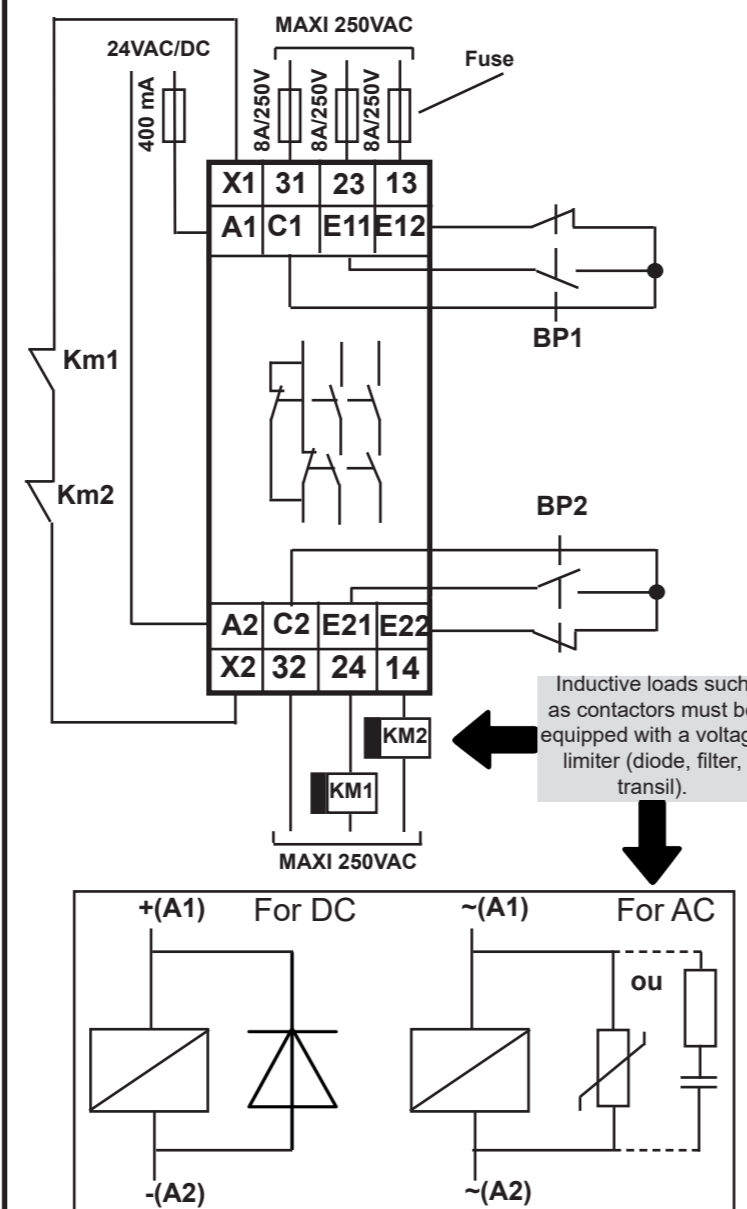 MAXI 250VAC
24VAC/DC
Fuse
400 mA
8A/250V
8A/250V
8A/250V
X1 31 23 13
A1 C1 E11 E12
BP1
Km1
Km2
BP2
A2 C2 E21 E22
X2 32 24 14
Inductive loads such
as contactors must be
equipped with a voltag
limiter (diode, filter,
transil).
KM2
KM1
MAXI 250VAC
+(A1) For DC ~(A1) For AC
ou
-(A2) ~(A2)